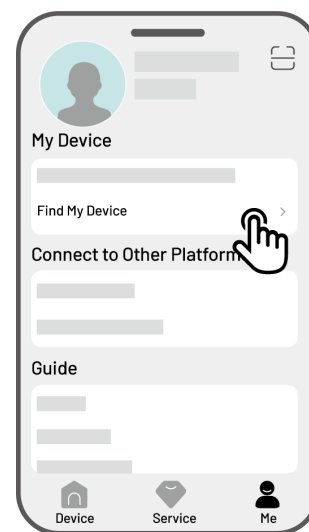 My Device
Find My Device
Connect to Other Platform
Guide
Device
Service
Me